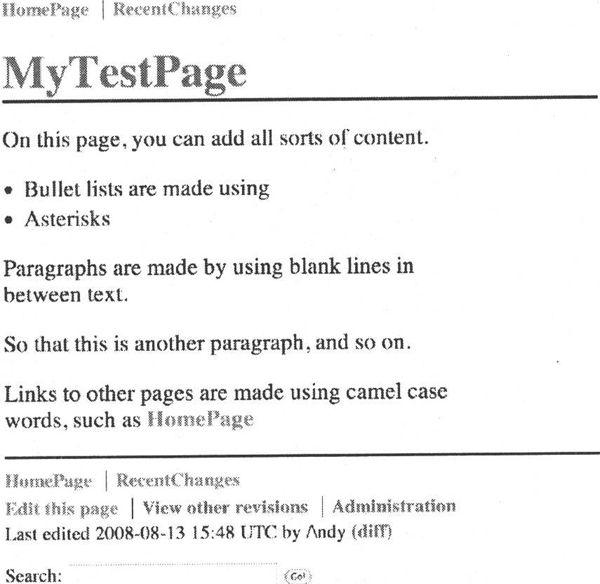 HomePage | RecentChanges
MyTestPage
On this page, you can add all sorts of content.
• Bullet lists are made using
• Asterisks
Paragraphs are made by using blank lines in
between text.
So that this is another paragraph, and so on.
Links to other pages are made using camel case
words, such as HomePage
HomePage | RecentChanges
Edit this page | View other revisions | Administration
Last edited 2008-08-13 15:48 UTC by Andy (diff)
Search:
Go!